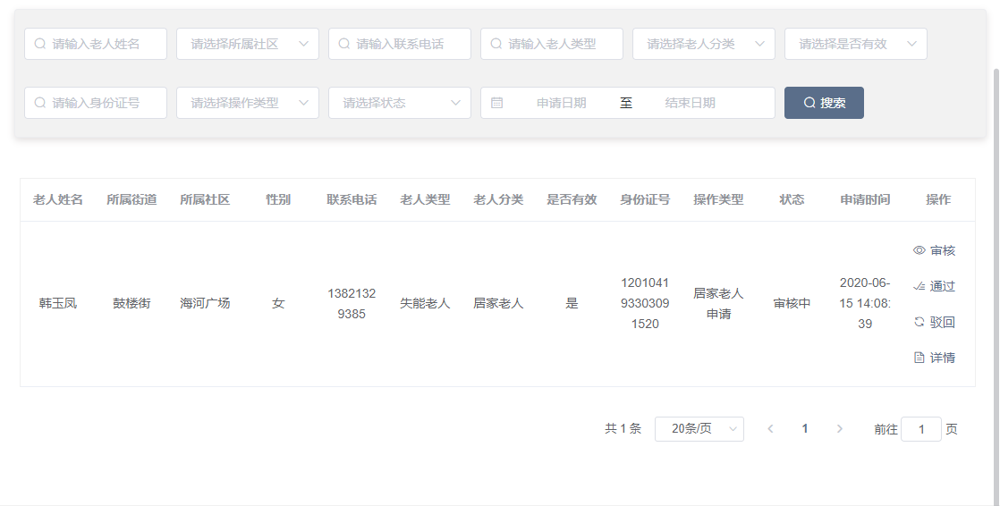 请输入老人姓名 请选择所属社区 请输入联系电话 请输入老人类型 请选择老人分类 请选择是否有效
请输入身份证号 请选择操作类型 请选择状态 申请日期 至 结束日期 搜索
老人姓名 所属街道 所属社区 性别 联系电话 老人类型 老人分类 是否有效 身份证号 操作类型 状态 申请时间 操作
韩玉凤
鼓楼街
海河广场
女
1382132
9385
失能老人
居家老人
是
1201041
9330309
1520
居家老人
申请
审核中
2020-06-
15 14:08:
39
审核
通过
驳回
详情
共 1 条 20条/页 1 前往 1 页